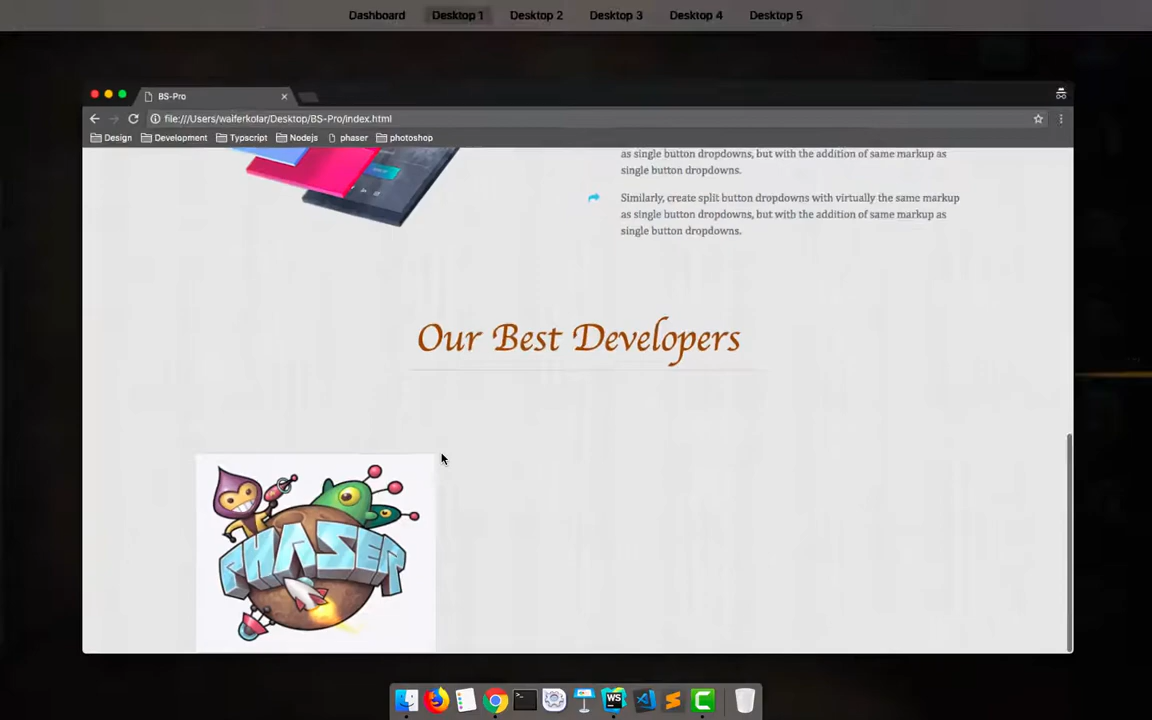 Dashboard Desktop 1 Desktop 2 Desktop 3 Desktop 4 Desktop 5
BS-Pro
file:///Users/waiferkolar/Desktop/BS-Pro/index.html
Design Development Typscript Nodejs phaser photoshop
as single button dropdowns, but with the addition of same markup as
single button dropdowns.
Similarly, create split button dropdowns with virtually the same markup
as single button dropdowns, but with the addition of same markup as
single button dropdowns.
Our Best Developers
PHASER
WS